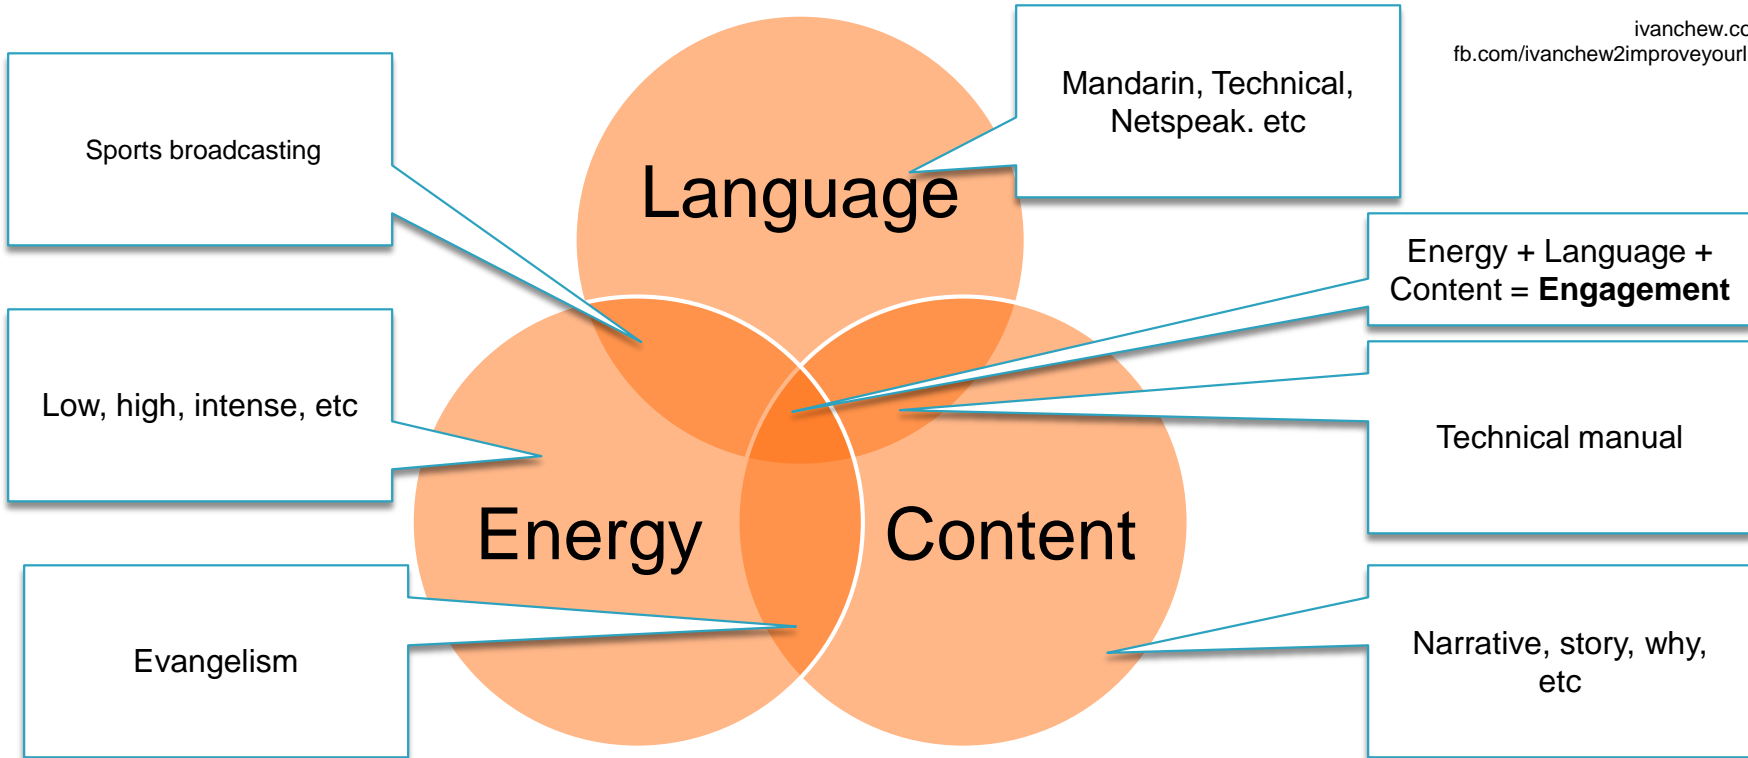 ivanchew.co
fb.com/ivanchew2improveyourl
Sports broadcasting
Mandarin, Technical,
Netspeak. etc
Language
Energy + Language +
Content = Engagement
Low, high, intense, etc
Technical manual
Energy
Content
Evangelism
Narrative, story, why,
etc